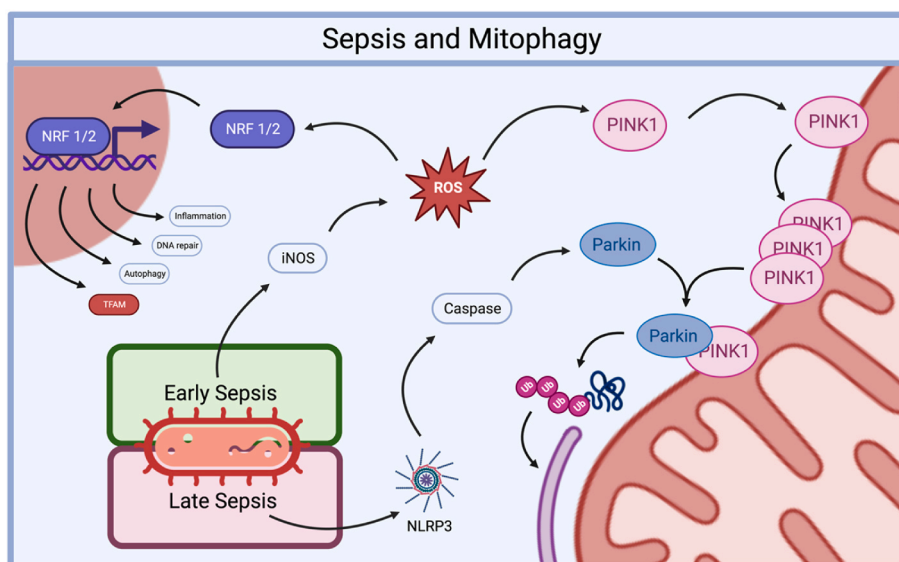 Sepsis and Mitophagy
NRF 1/2
NRF 1/2
ROS
PINK1
PINK1
Inflammation
DNA repair
Autophagy
TFAM
iNOS
Parkin
PINK1
PINK1
PINK1
Caspase
Parkin
PINK1
Early Sepsis
Late Sepsis
Ub
Ub
Ub
Ub
NLRP3